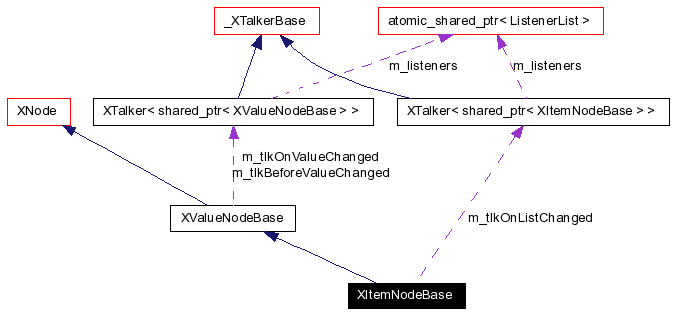 _XTalkerBase
atomic_shared_ptr< ListenerList >
m_listeners
m_listeners
XNode
XTalker< shared_ptr< XValueNodeBase > >
XTalker< shared_ptr< XItemNodeBase > >
m_tlkOnValueChanged
m_tlkBeforeValueChanged
XValueNodeBase
m_tlkOnListChanged
XItemNodeBase